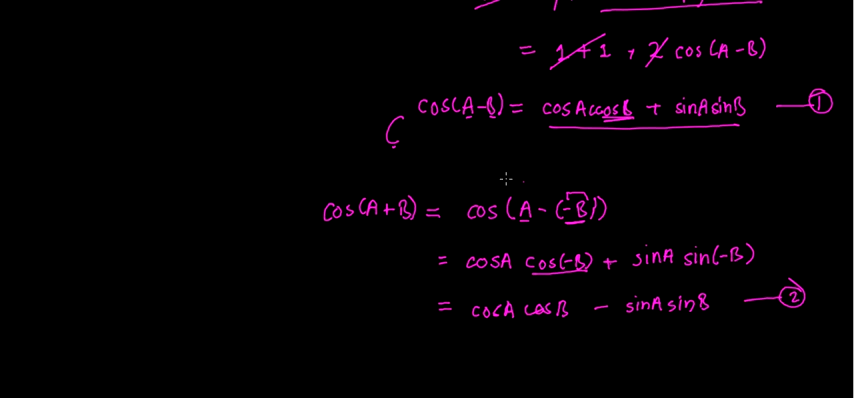 = 1+1 , 2 cos(A-B)
cos(A-B) = cosAcosB + sinAsinB — 1
cos(A+B) = cos(A-(-B))
= cosA cos(-B) + sinA sin(-B)
= cosA cosB - sinA sinB — 2